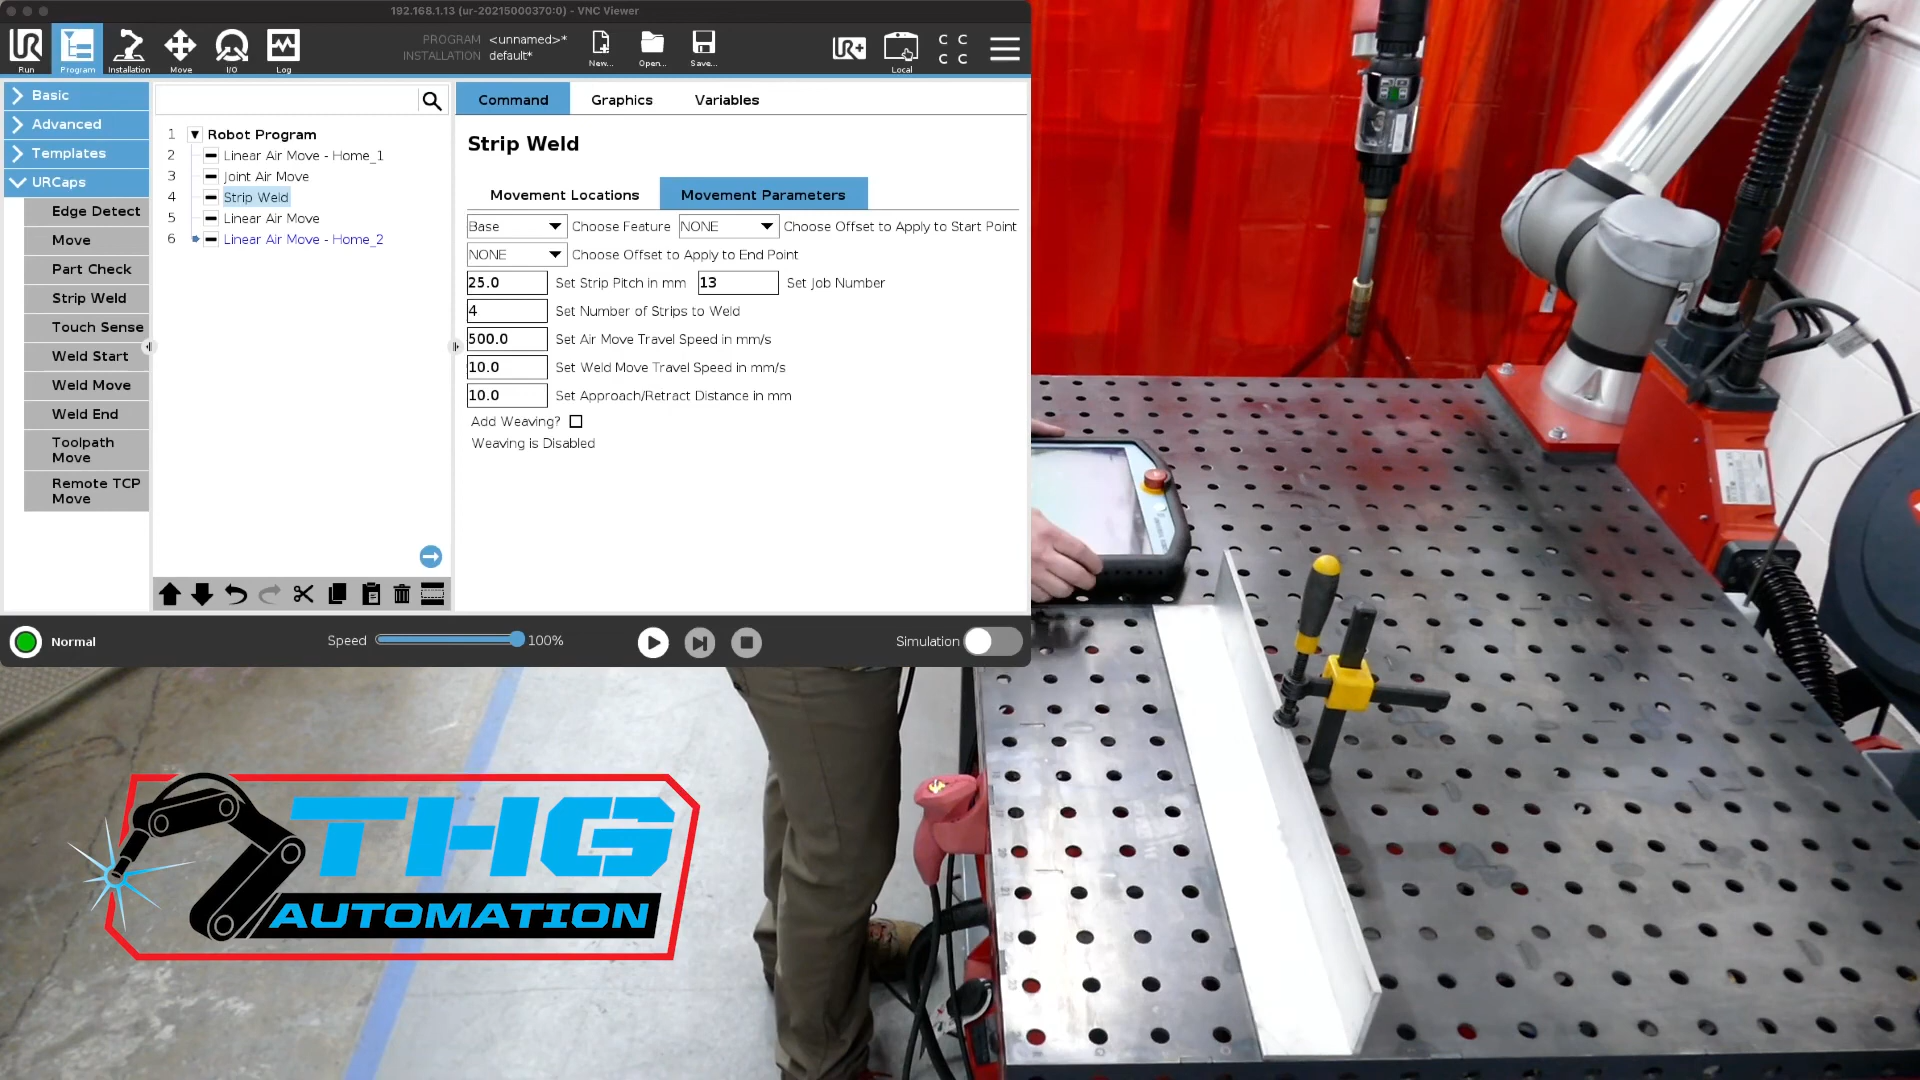 192.168.1.13 (ur-20215000370:0) - VNC Viewer
Run
Program
Installation
Move
I/O
Log
PROGRAM <unnamed>*
INSTALLATION default*
New...
Open...
Save...
UR+
Local
C C
C C
Basic
Advanced
Templates
URCaps
Edge Detect
Move
Part Check
Strip Weld
Touch Sense
Weld Start
Weld Move
Weld End
Toolpath
Move
Remote TCP
Move
1 Robot Program
2 Linear Air Move - Home_1
3 Joint Air Move
4 Strip Weld
5 Linear Air Move
6 Linear Air Move - Home_2
Command Graphics Variables
Strip Weld
Movement Locations Movement Parameters
Base Choose Feature NONE Choose Offset to Apply to Start Point
NONE Choose Offset to Apply to End Point
25.0 Set Strip Pitch in mm 13 Set Job Number
4 Set Number of Strips to Weld
500.0 Set Air Move Travel Speed in mm/s
10.0 Set Weld Move Travel Speed in mm/s
10.0 Set Approach/Retract Distance in mm
Add Weaving?
Weaving is Disabled
Normal
Speed 100%
Simulation
THG
AUTOMATION